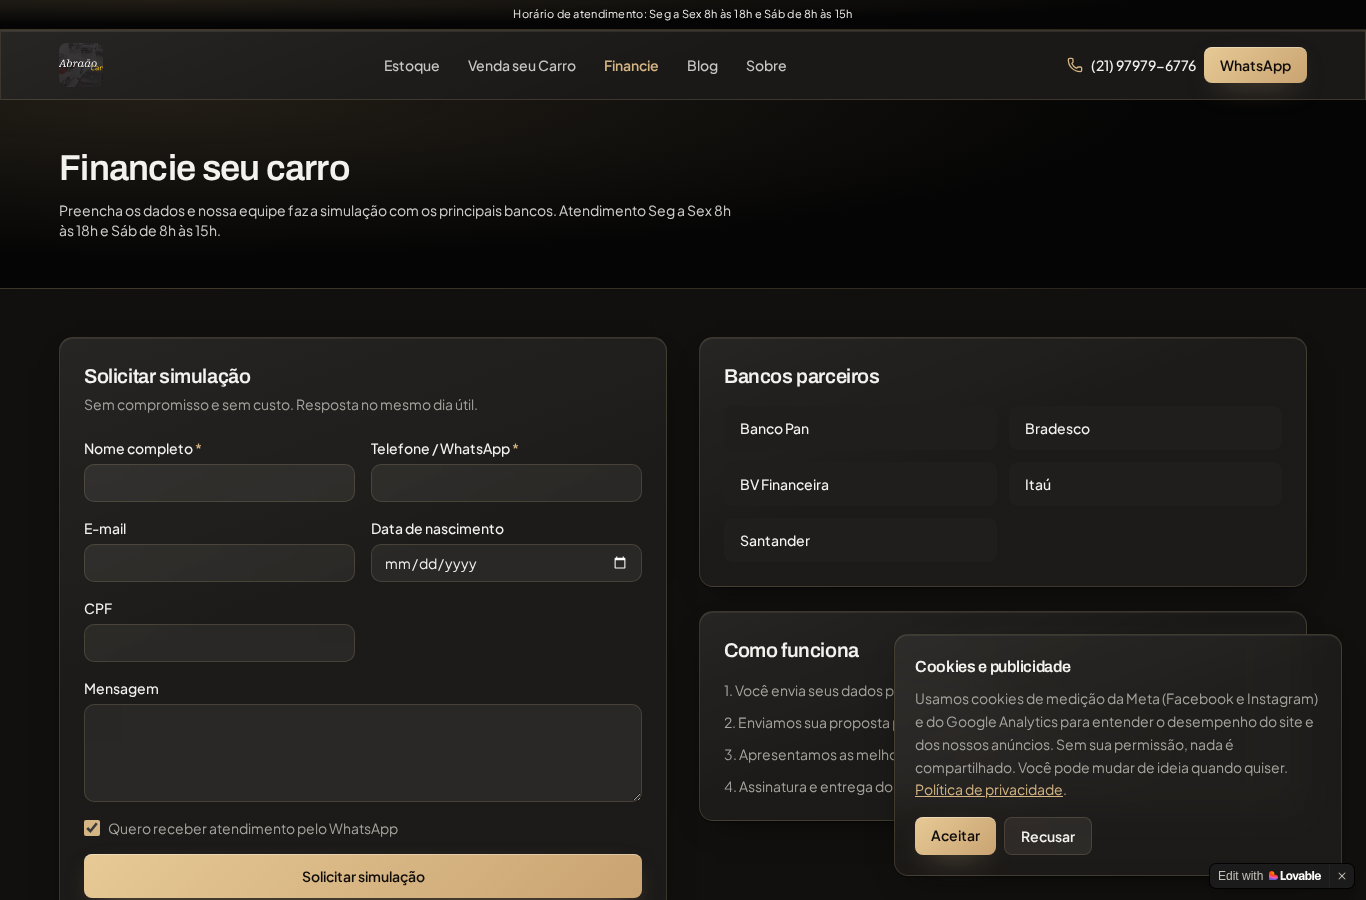 Horário de atendimento: Seg a Sex 8h às 18h e Sáb de 8h às 15h
Abraão
Car
Estoque
Venda seu Carro
Financie
Blog
Sobre
(21) 97979-6776
WhatsApp
Financie seu carro
Preencha os dados e nossa equipe faz a simulação com os principais bancos. Atendimento Seg a Sex 8h
às 18h e Sáb de 8h às 15h.
Solicitar simulação
Sem compromisso e sem custo. Resposta no mesmo dia útil.
Nome completo *
Telefone / WhatsApp *
E-mail
Data de nascimento
mm/dd/yyyy
CPF
Mensagem
Quero receber atendimento pelo WhatsApp
Solicitar simulação
Bancos parceiros
Banco Pan
Bradesco
BV Financeira
Itaú
Santander
Como funciona
1. Você envia seus dados
2. Enviamos sua proposta
3. Apresentamos as
4. Assinatura e entrega do
Cookies e publicidade
Usamos cookies de medição da Meta (Facebook e Instagram)
e do Google Analytics para entender o desempenho do site e
dos nossos anúncios. Sem sua permissão, nada é
compartilhado. Você pode mudar de ideia quando quiser.
Política de privacidade.
Aceitar
Recusar
Edit with Lovable